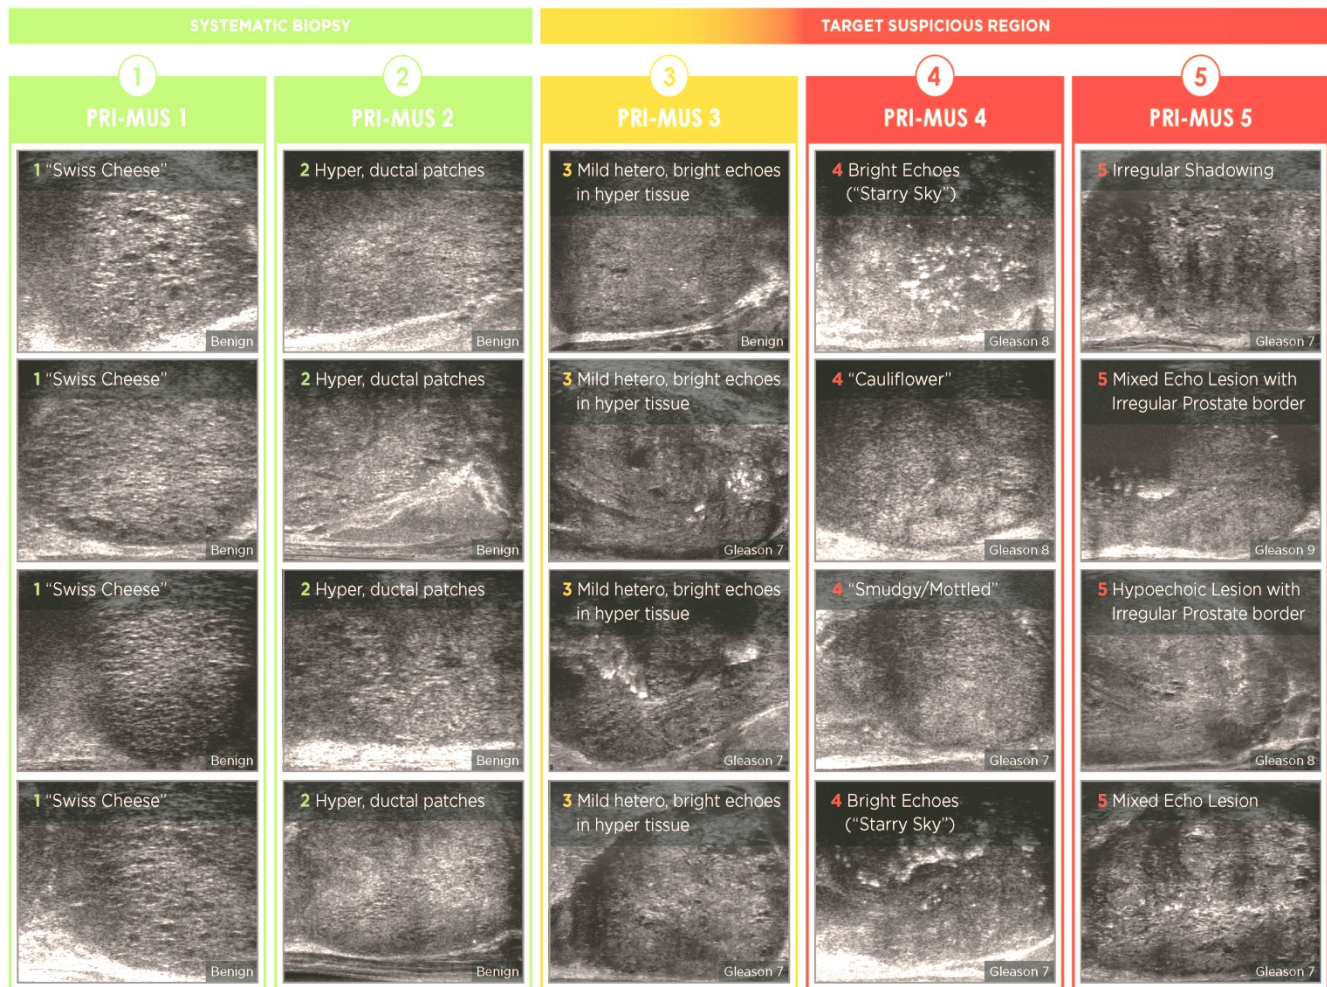 SYSTEMATIC BIOPSY
TARGET SUSPICIOUS REGION
1
2
3
4
5
PRI-MUS 1
PRI-MUS 2
PRI-MUS 3
PRI-MUS 4
PRI-MUS 5
1 “Swiss Cheese”
Benign
2 Hyper, ductal patches
Benign
3 Mild hetero, bright echoes
in hyper tissue
Benign
4 Bright Echoes
(“Starry Sky”)
Gleason 8
5 Irregular Shadowing
Gleason 7
1 “Swiss Cheese”
Benign
2 Hyper, ductal patches
Benign
3 Mild hetero, bright echoes
in hyper tissue
Gleason 7
4 “Cauliflower”
Gleason 8
5 Mixed Echo Lesion with
Irregular Prostate border
Gleason 9
1 “Swiss Cheese”
Benign
2 Hyper, ductal patches
Benign
3 Mild hetero, bright echoes
in hyper tissue
Gleason 7
4 “Smudgy/Mottled”
Gleason 7
5 Hypoechoic Lesion with
Irregular Prostate border
Gleason 8
1 “Swiss Cheese”
Benign
2 Hyper, ductal patches
Benign
3 Mild hetero, bright echoes
in hyper tissue
Gleason 7
4 Bright Echoes
(“Starry Sky”)
Gleason 7
5 Mixed Echo Lesion
Gleason 7